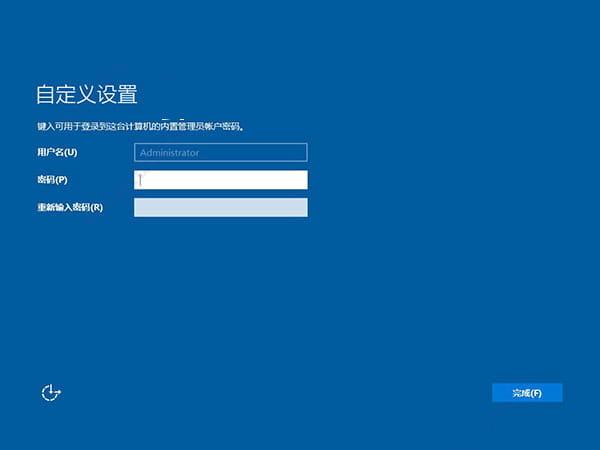 自定义设置
键入可用于登录到这台计算机的内置管理员帐户密码。
用户名(U) Administrator
密码(P)
重新输入密码(R)
完成(F)